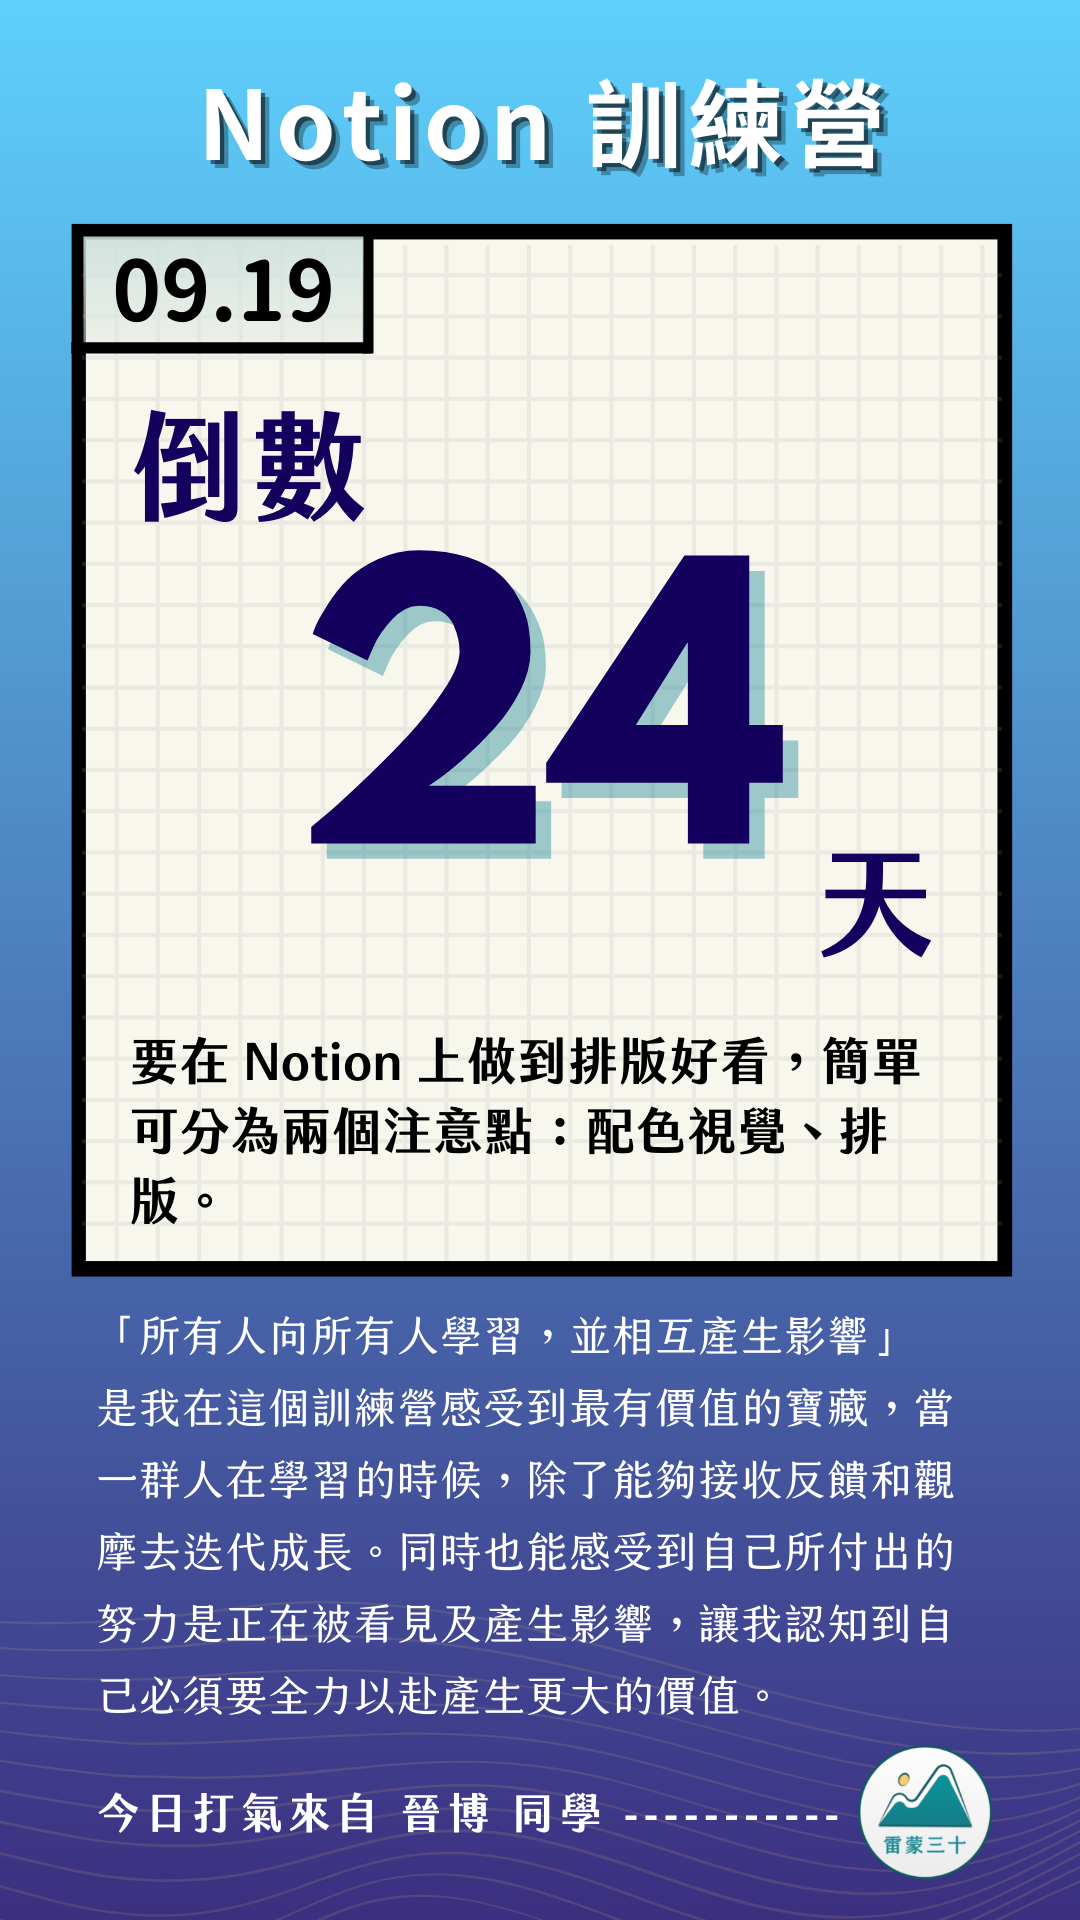 Notion 訓練營
09.19
倒數
24
天
要在 Notion 上做到排版好看，簡單
可分為兩個注意點：配色視覺、排
版。
「所有人向所有人學習，並相互產生影響」
是我在這個訓練營感受到最有價值的寶藏，當
一群人在學習的時候，除了能夠接收反饋和觀
摩去迭代成長。同時也能感受到自己所付出的
努力是正在被看見及產生影響，讓我認知到自
己必須要全力以赴產生更大的價值。
今日打氣來自 晉博 同學 -----------
雷蒙三十